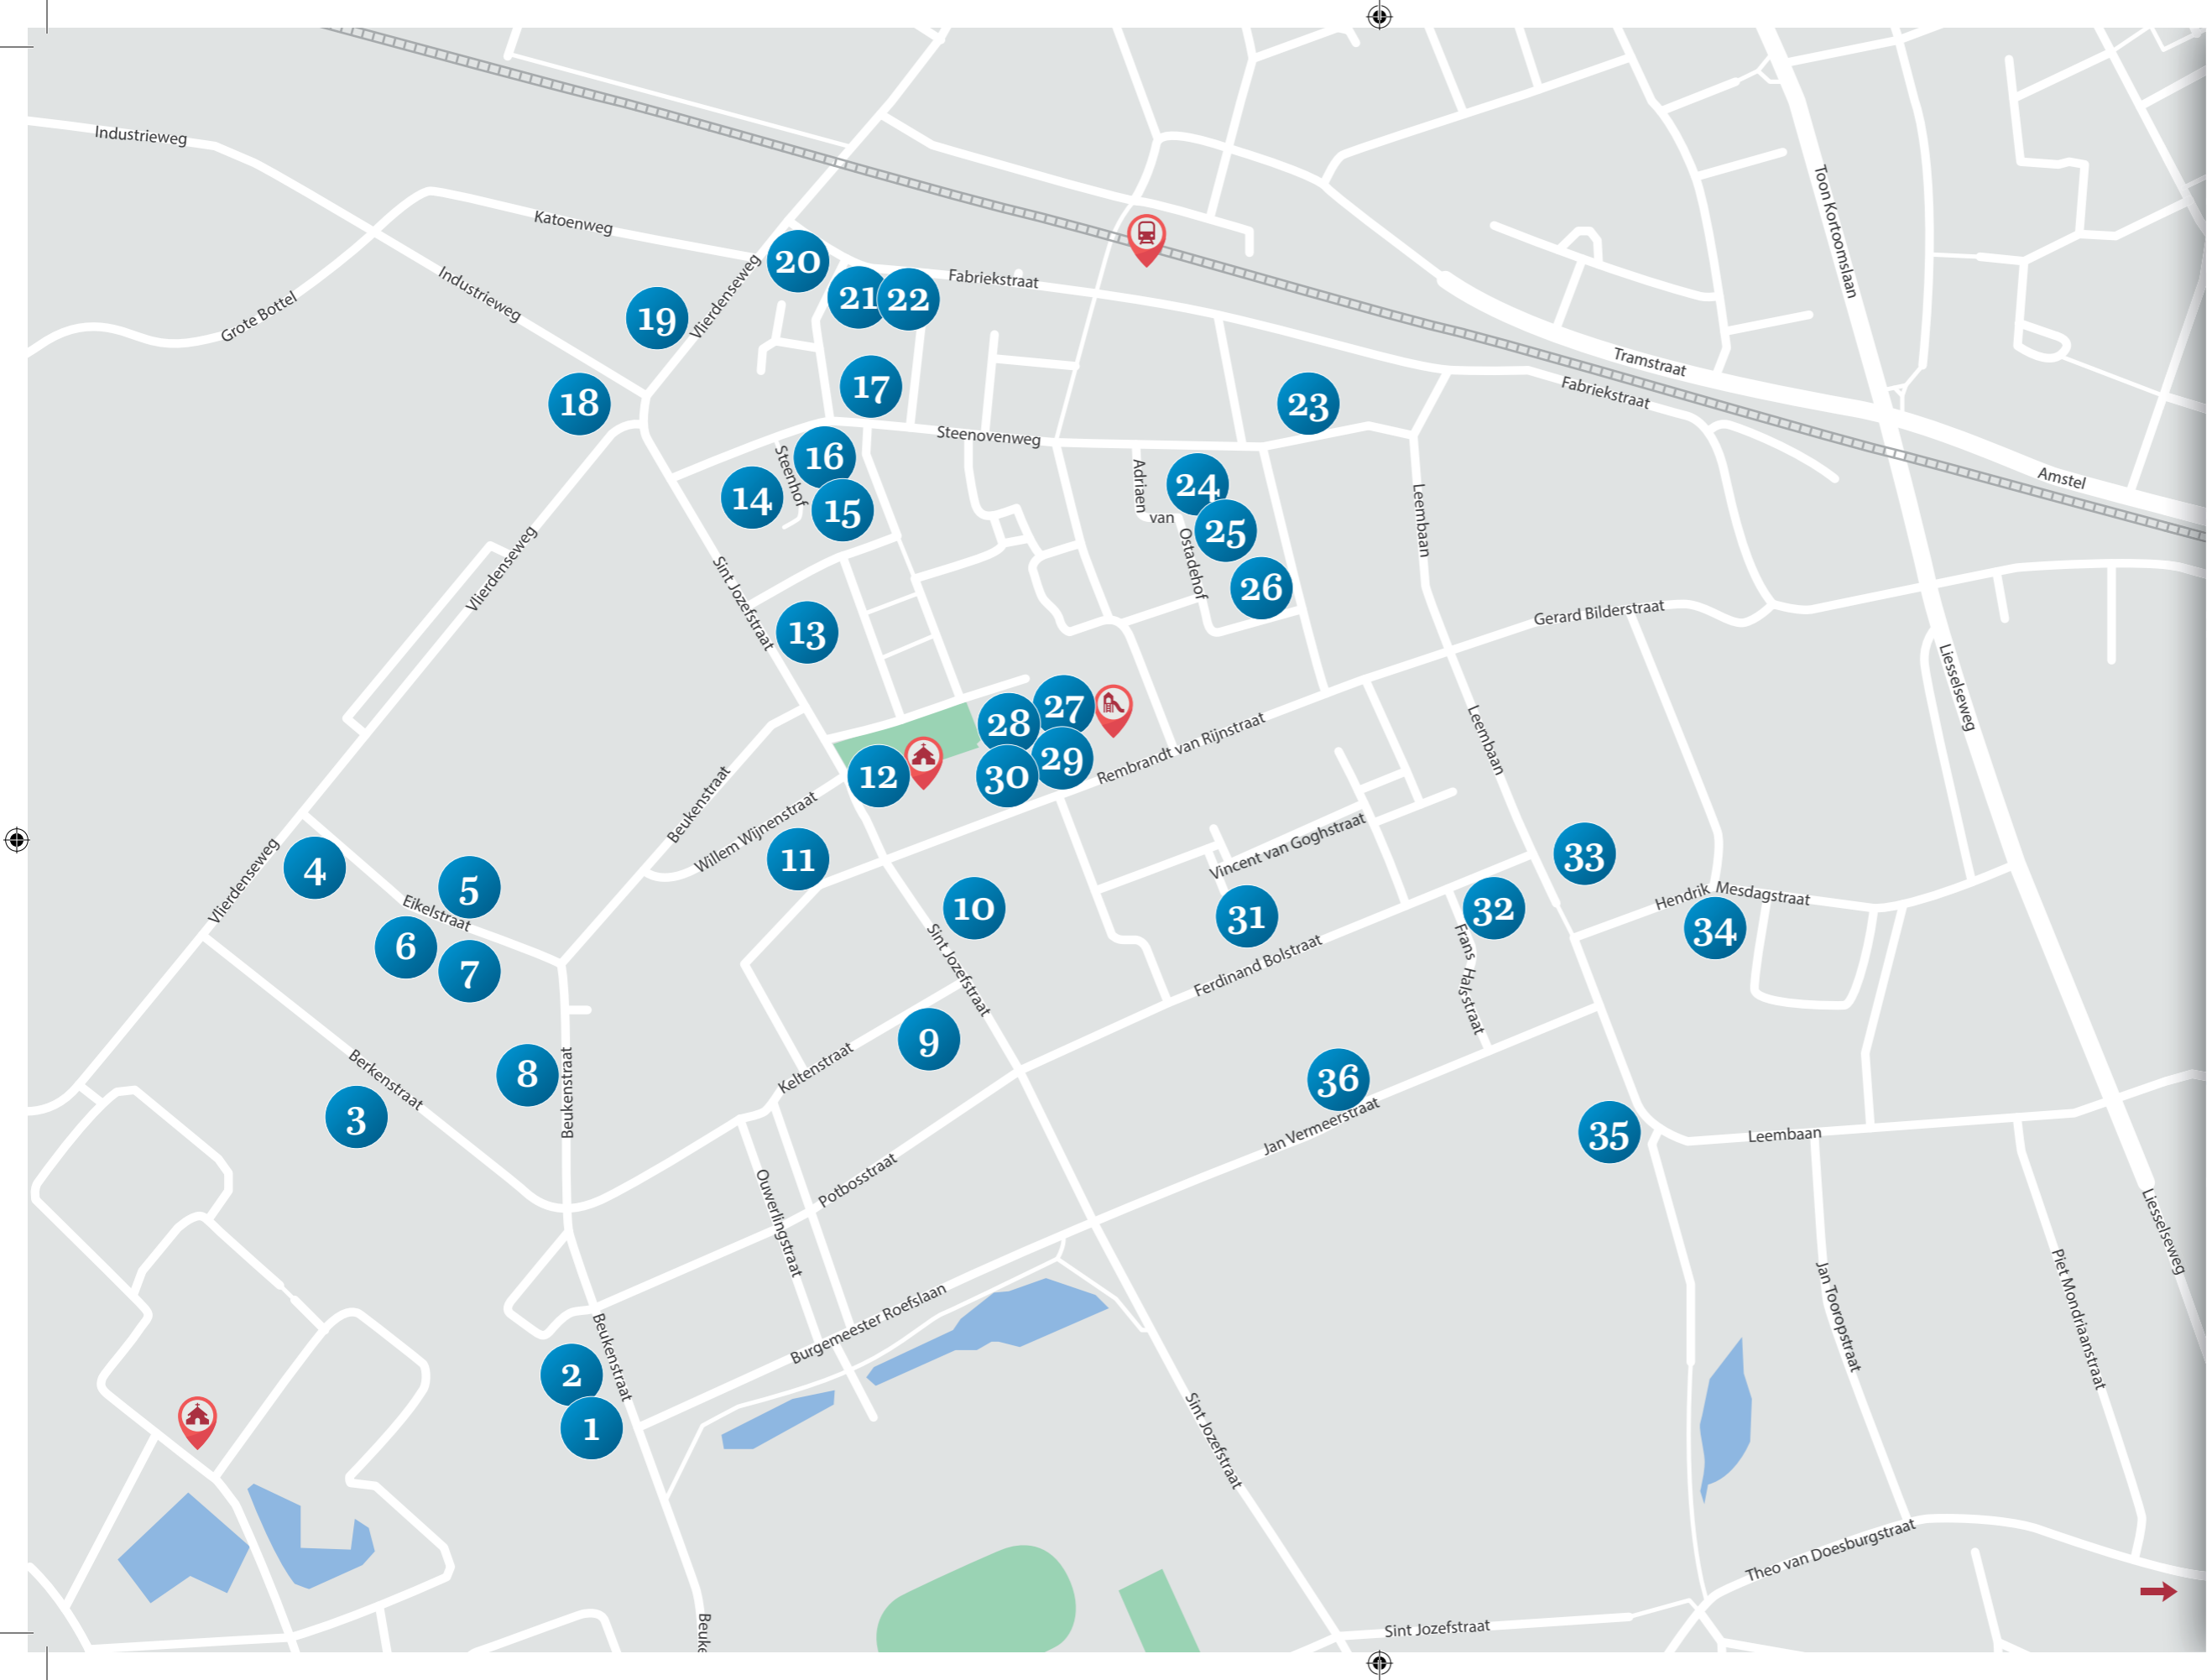 Industrieweg
Toon Kortoomslaan
Katoenweg
20
Vlierdenseweg
Fabriekstraat
Industrieweg
Grote Bottel
19
21
22
Tramstraat
17
18
Fabriekstraat
23
Steenovenweg
16
Steenhof
Adriaen
van
Ostadehof
24
Amstel
14
15
Leembaan
25
Vlierdenseweg
Sint Jozefstraat
26
Gerard Bilderstraat
13
Liesselseweg
27
28
Leembaan
Rembrandt van Rijnstraat
29
12
30
Beukenstraat
Willem Wijnenstraat
Vincent van Goghstraat
11
33
Vlierdenseweg
4
5
Eikelstraat
Hendrik Mesdagstraat
10
31
32
34
6
7
Sint Jozefstraat
Ferdinand Bolstraat
Frans Halsstraat
9
Keltenstraat
Berkenstraat
8
Beukenstraat
36
3
Jan Vermeerstraat
35
Leembaan
Potbosstraat
Ouwerlingstraat
Liesselseweg
Burgemeester Roefslaan
Jan Tooropstraat
Piet Mondriaanstraat
Beukenstraat
2
1
Sint Jozefstraat
Theo van Doesburgstraat
Sint Jozefstraat
Beuke